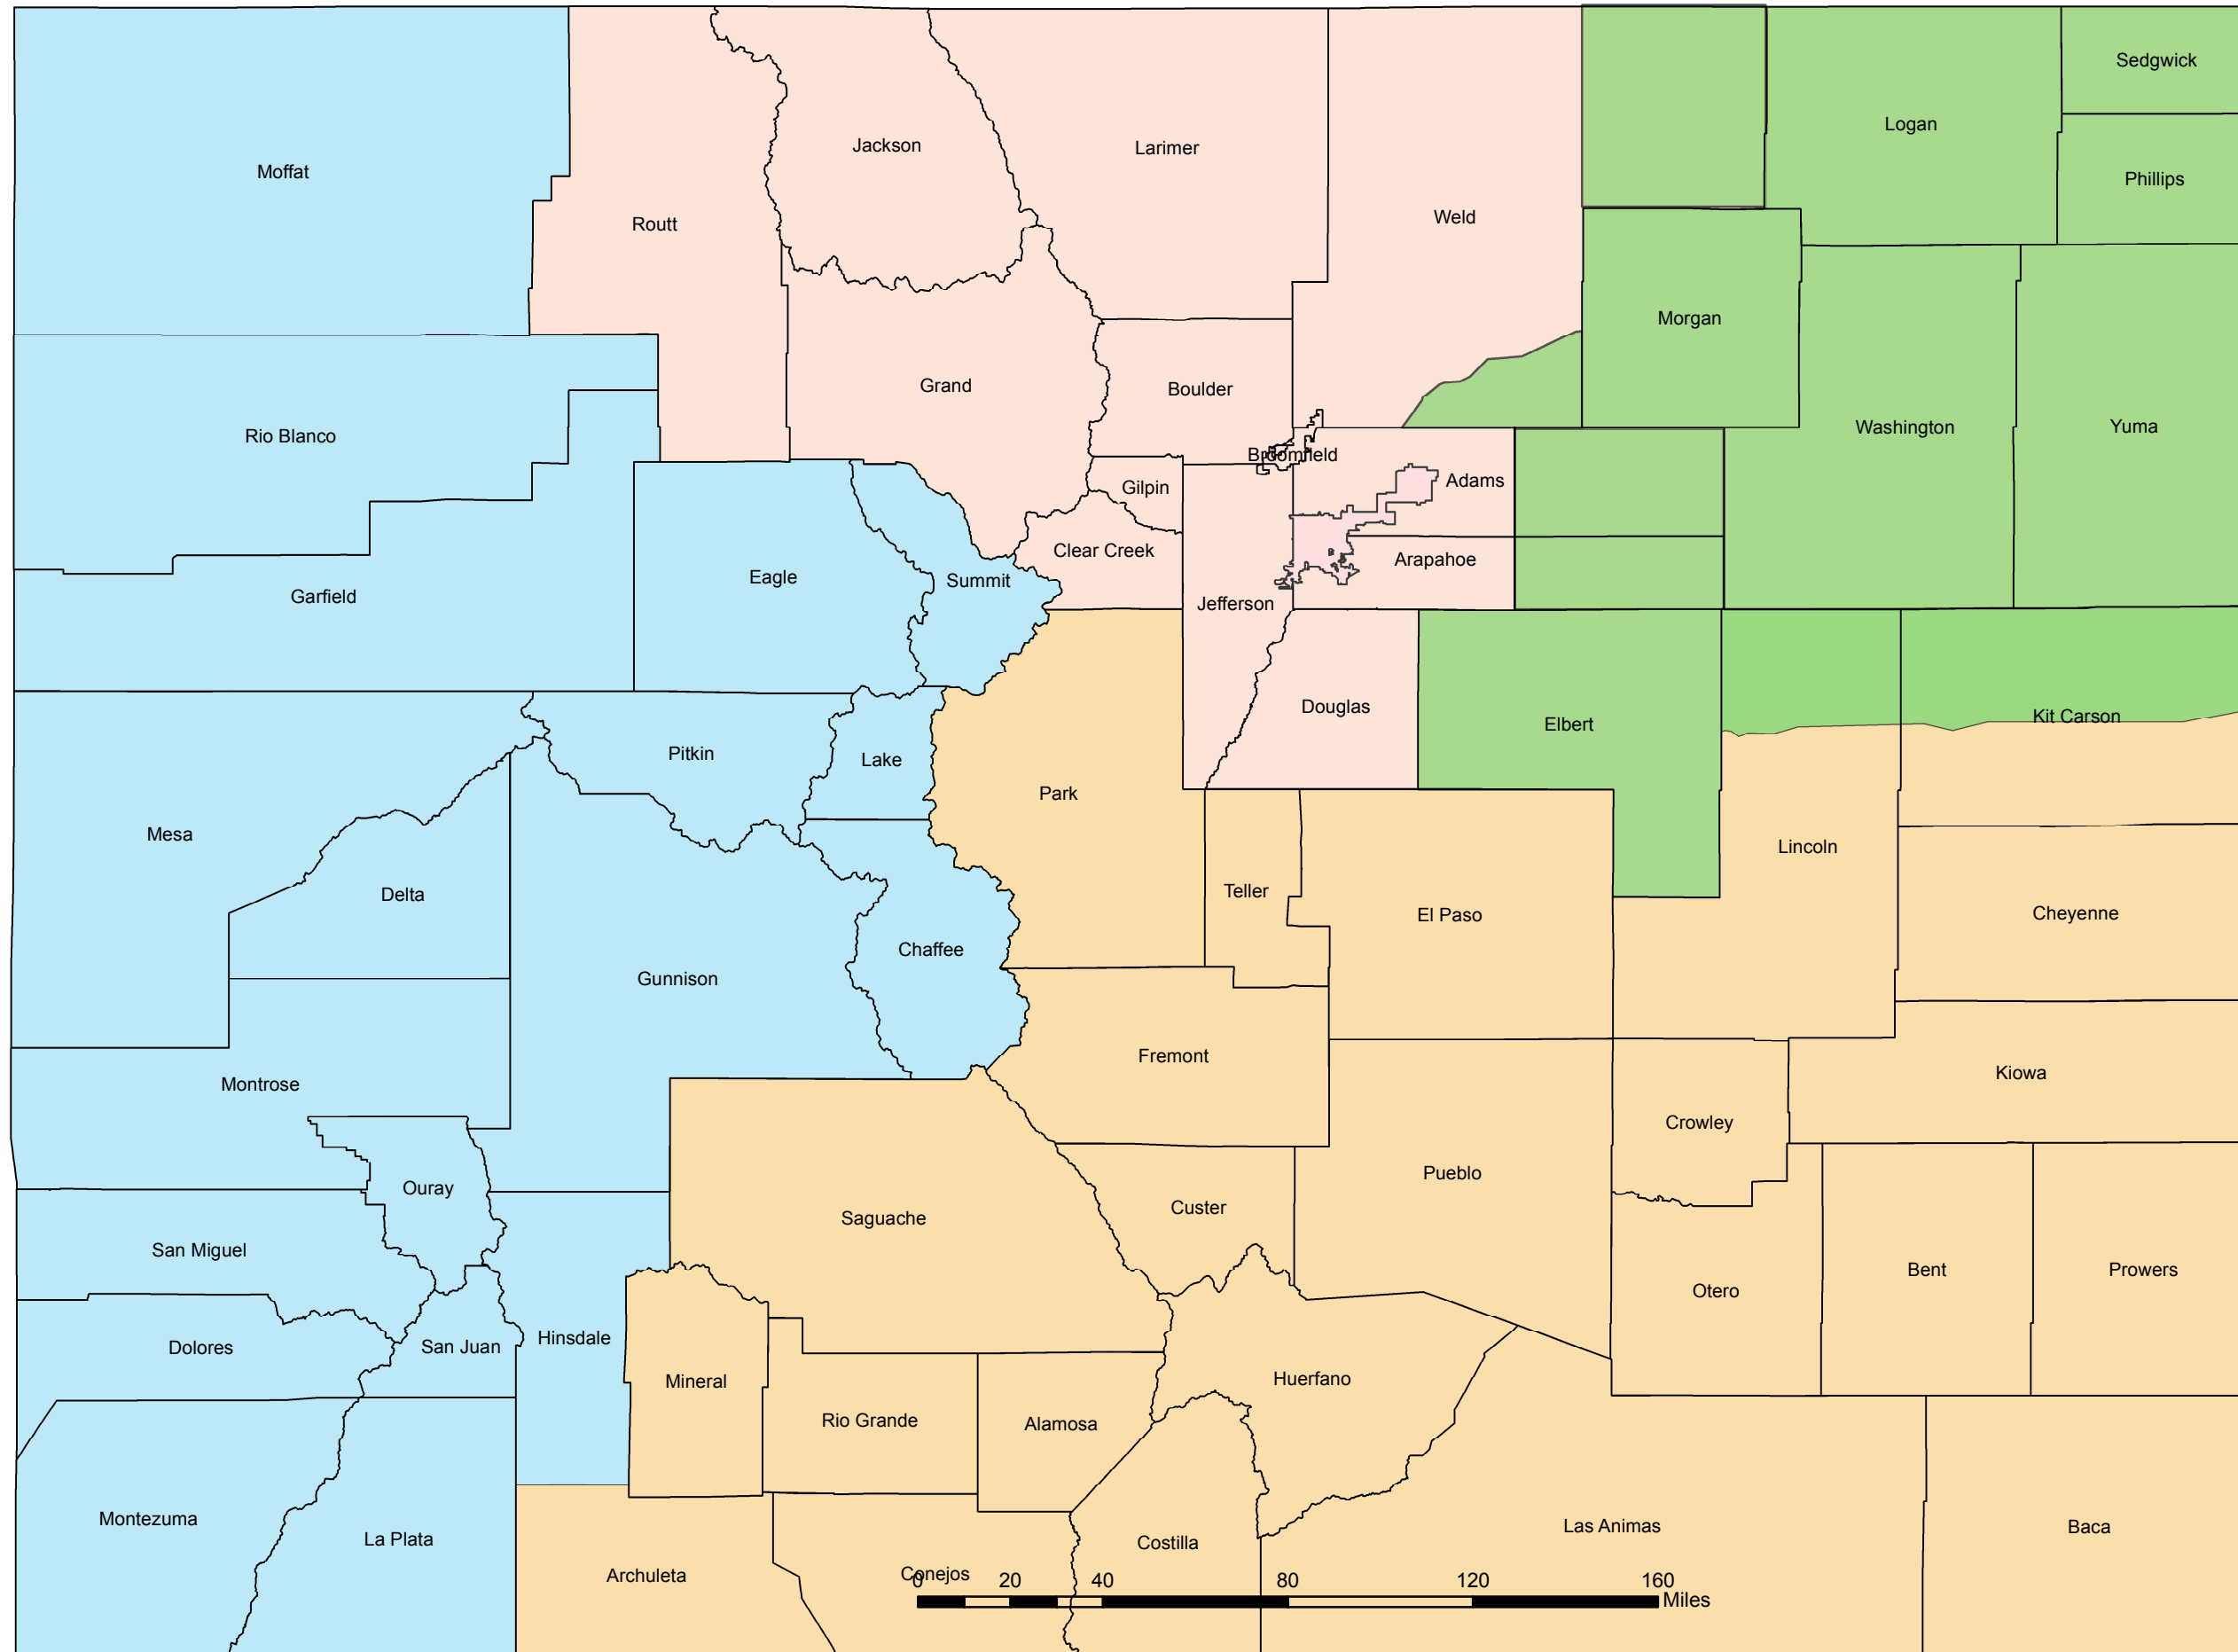 Sedgwick
Logan
Jackson
Larimer
Moffat
Phillips
Weld
Routt
Morgan
Grand
Boulder
Washington
Yuma
Rio Blanco
Broomfield
Adams
Gilpin
Clear Creek
Arapahoe
Eagle
Summit
Garfield
Jefferson
Douglas
Kit Carson
Elbert
Pitkin
Lake
Park
Mesa
Lincoln
Delta
Teller
El Paso
Cheyenne
Chaffee
Gunnison
Fremont
Kiowa
Montrose
Crowley
Pueblo
Ouray
Custer
Saguache
San Miguel
Bent
Prowers
Otero
Hinsdale
Dolores
San Juan
Huerfano
Mineral
Rio Grande
Alamosa
Montezuma
Las Animas
Baca
La Plata
Costilla
Archuleta
Conejos
0 20 40 80 120 160
Miles